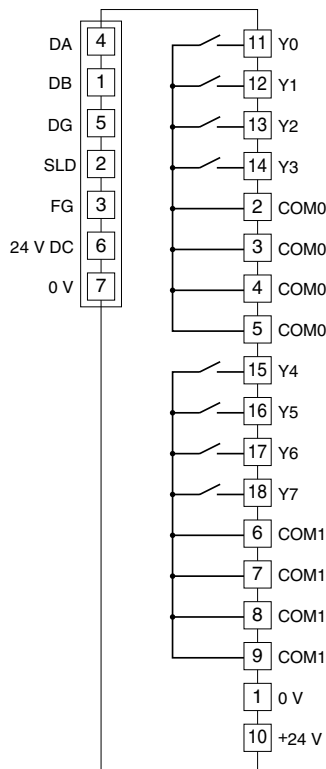 DA 4
DB 1
DG 5
SLD 2
FG 3
24 V DC 6
0 V 7
11 Y0
12 Y1
13 Y2
14 Y3
2 COM0
3 COM0
4 COM0
5 COM0
15 Y4
16 Y5
17 Y6
18 Y7
6 COM1
7 COM1
8 COM1
9 COM1
1 0 V
10 +24 V